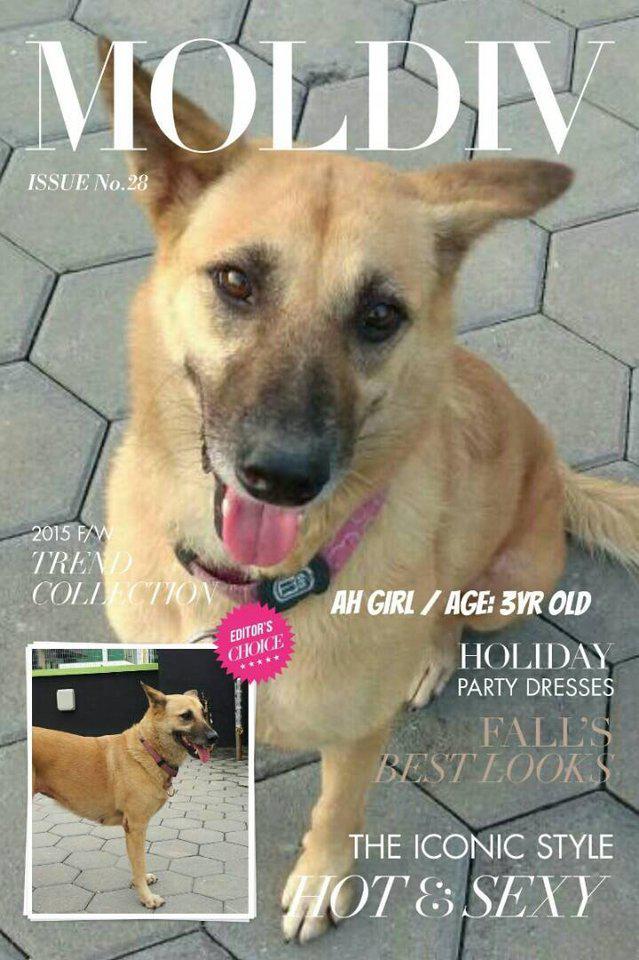 MOLDIV
ISSUE No.28
2015 F/W
TREND
COLLECTION
EDITOR'S
CHOICE
AH GIRL / AGE: 3YR OLD
HOLIDAY
PARTY DRESSES
FALL'S
BEST LOOKS
THE ICONIC STYLE
HOT & SEXY